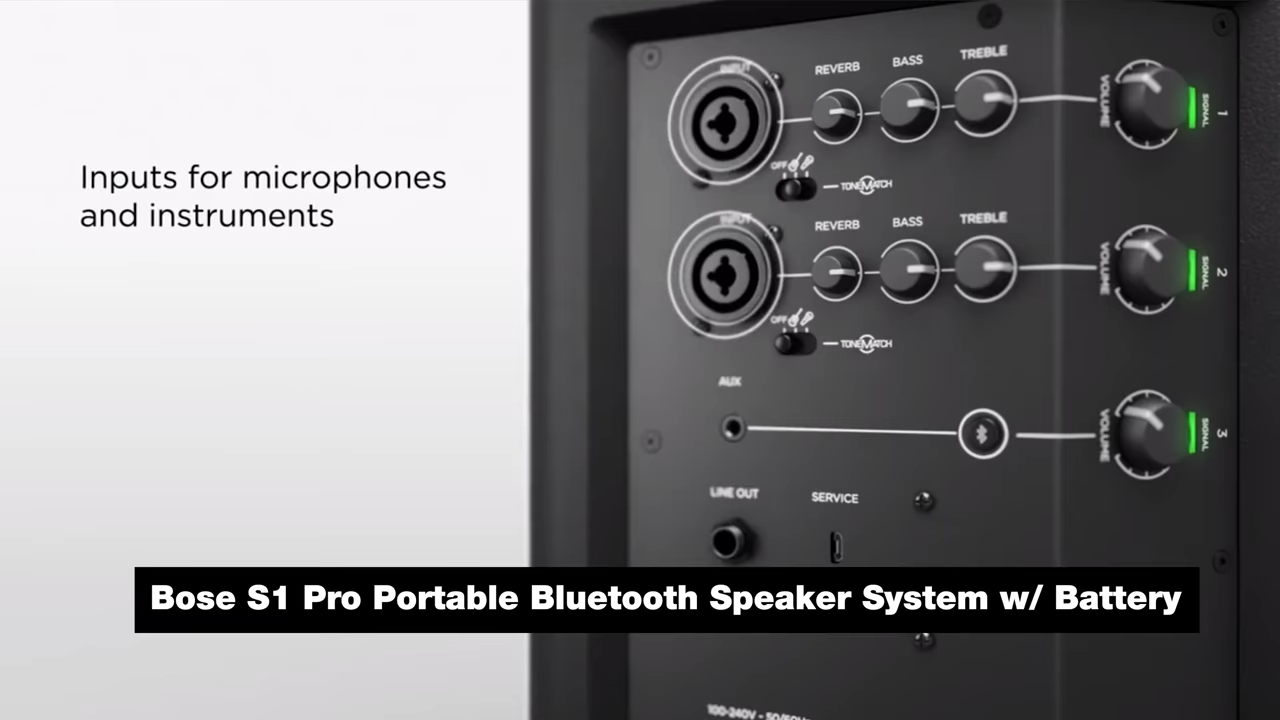 Inputs for microphones
and instruments
INPUT
REVERB
BASS
TREBLE
VOLUME
SIGNAL
1
OFF
TONEMATCH
INPUT
REVERB
BASS
TREBLE
VOLUME
SIGNAL
2
OFF
TONEMATCH
AUX
VOLUME
SIGNAL
3
LINE OUT
SERVICE
Bose S1 Pro Portable Bluetooth Speaker System w/ Battery